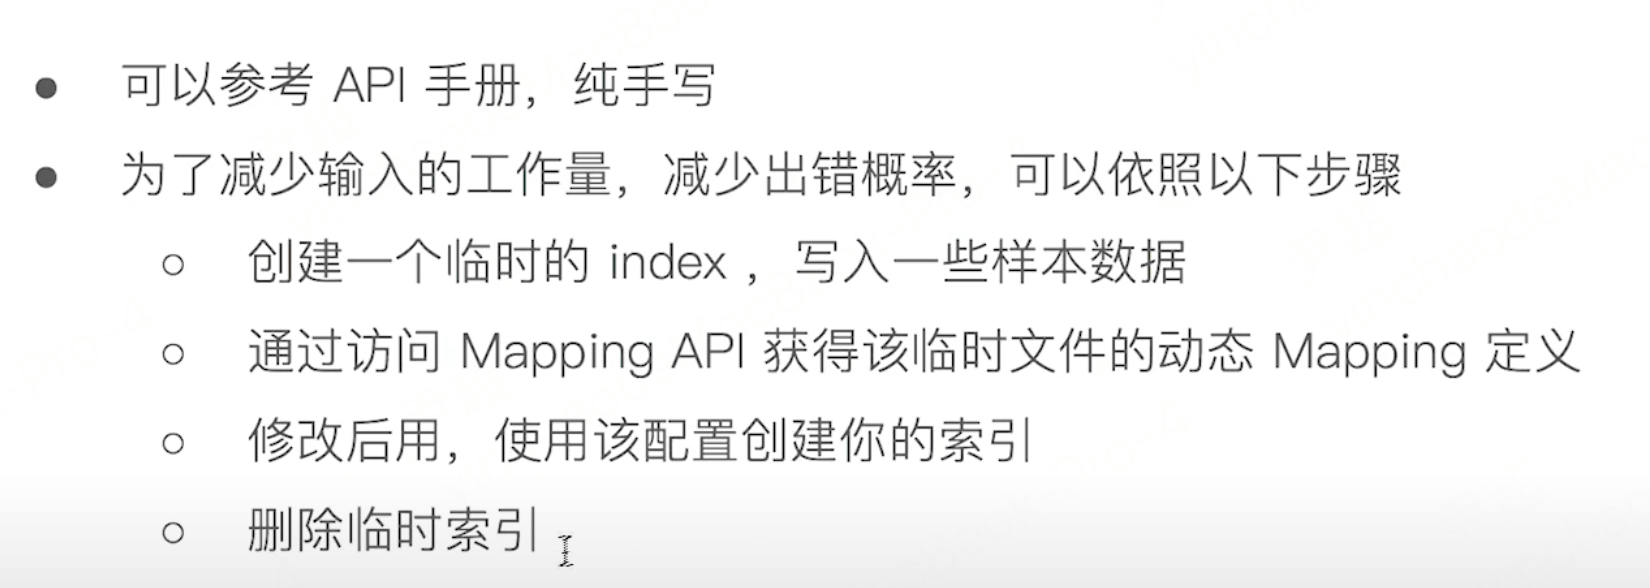 ● 可以参考 API 手册，纯手写
● 为了减少输入的工作量，减少出错概率，可以依照以下步骤
○ 创建一个临时的 index ，写入一些样本数据
○ 通过访问 Mapping API 获得该临时文件的动态 Mapping 定义
○ 修改后用，使用该配置创建你的索引
○ 删除临时索引